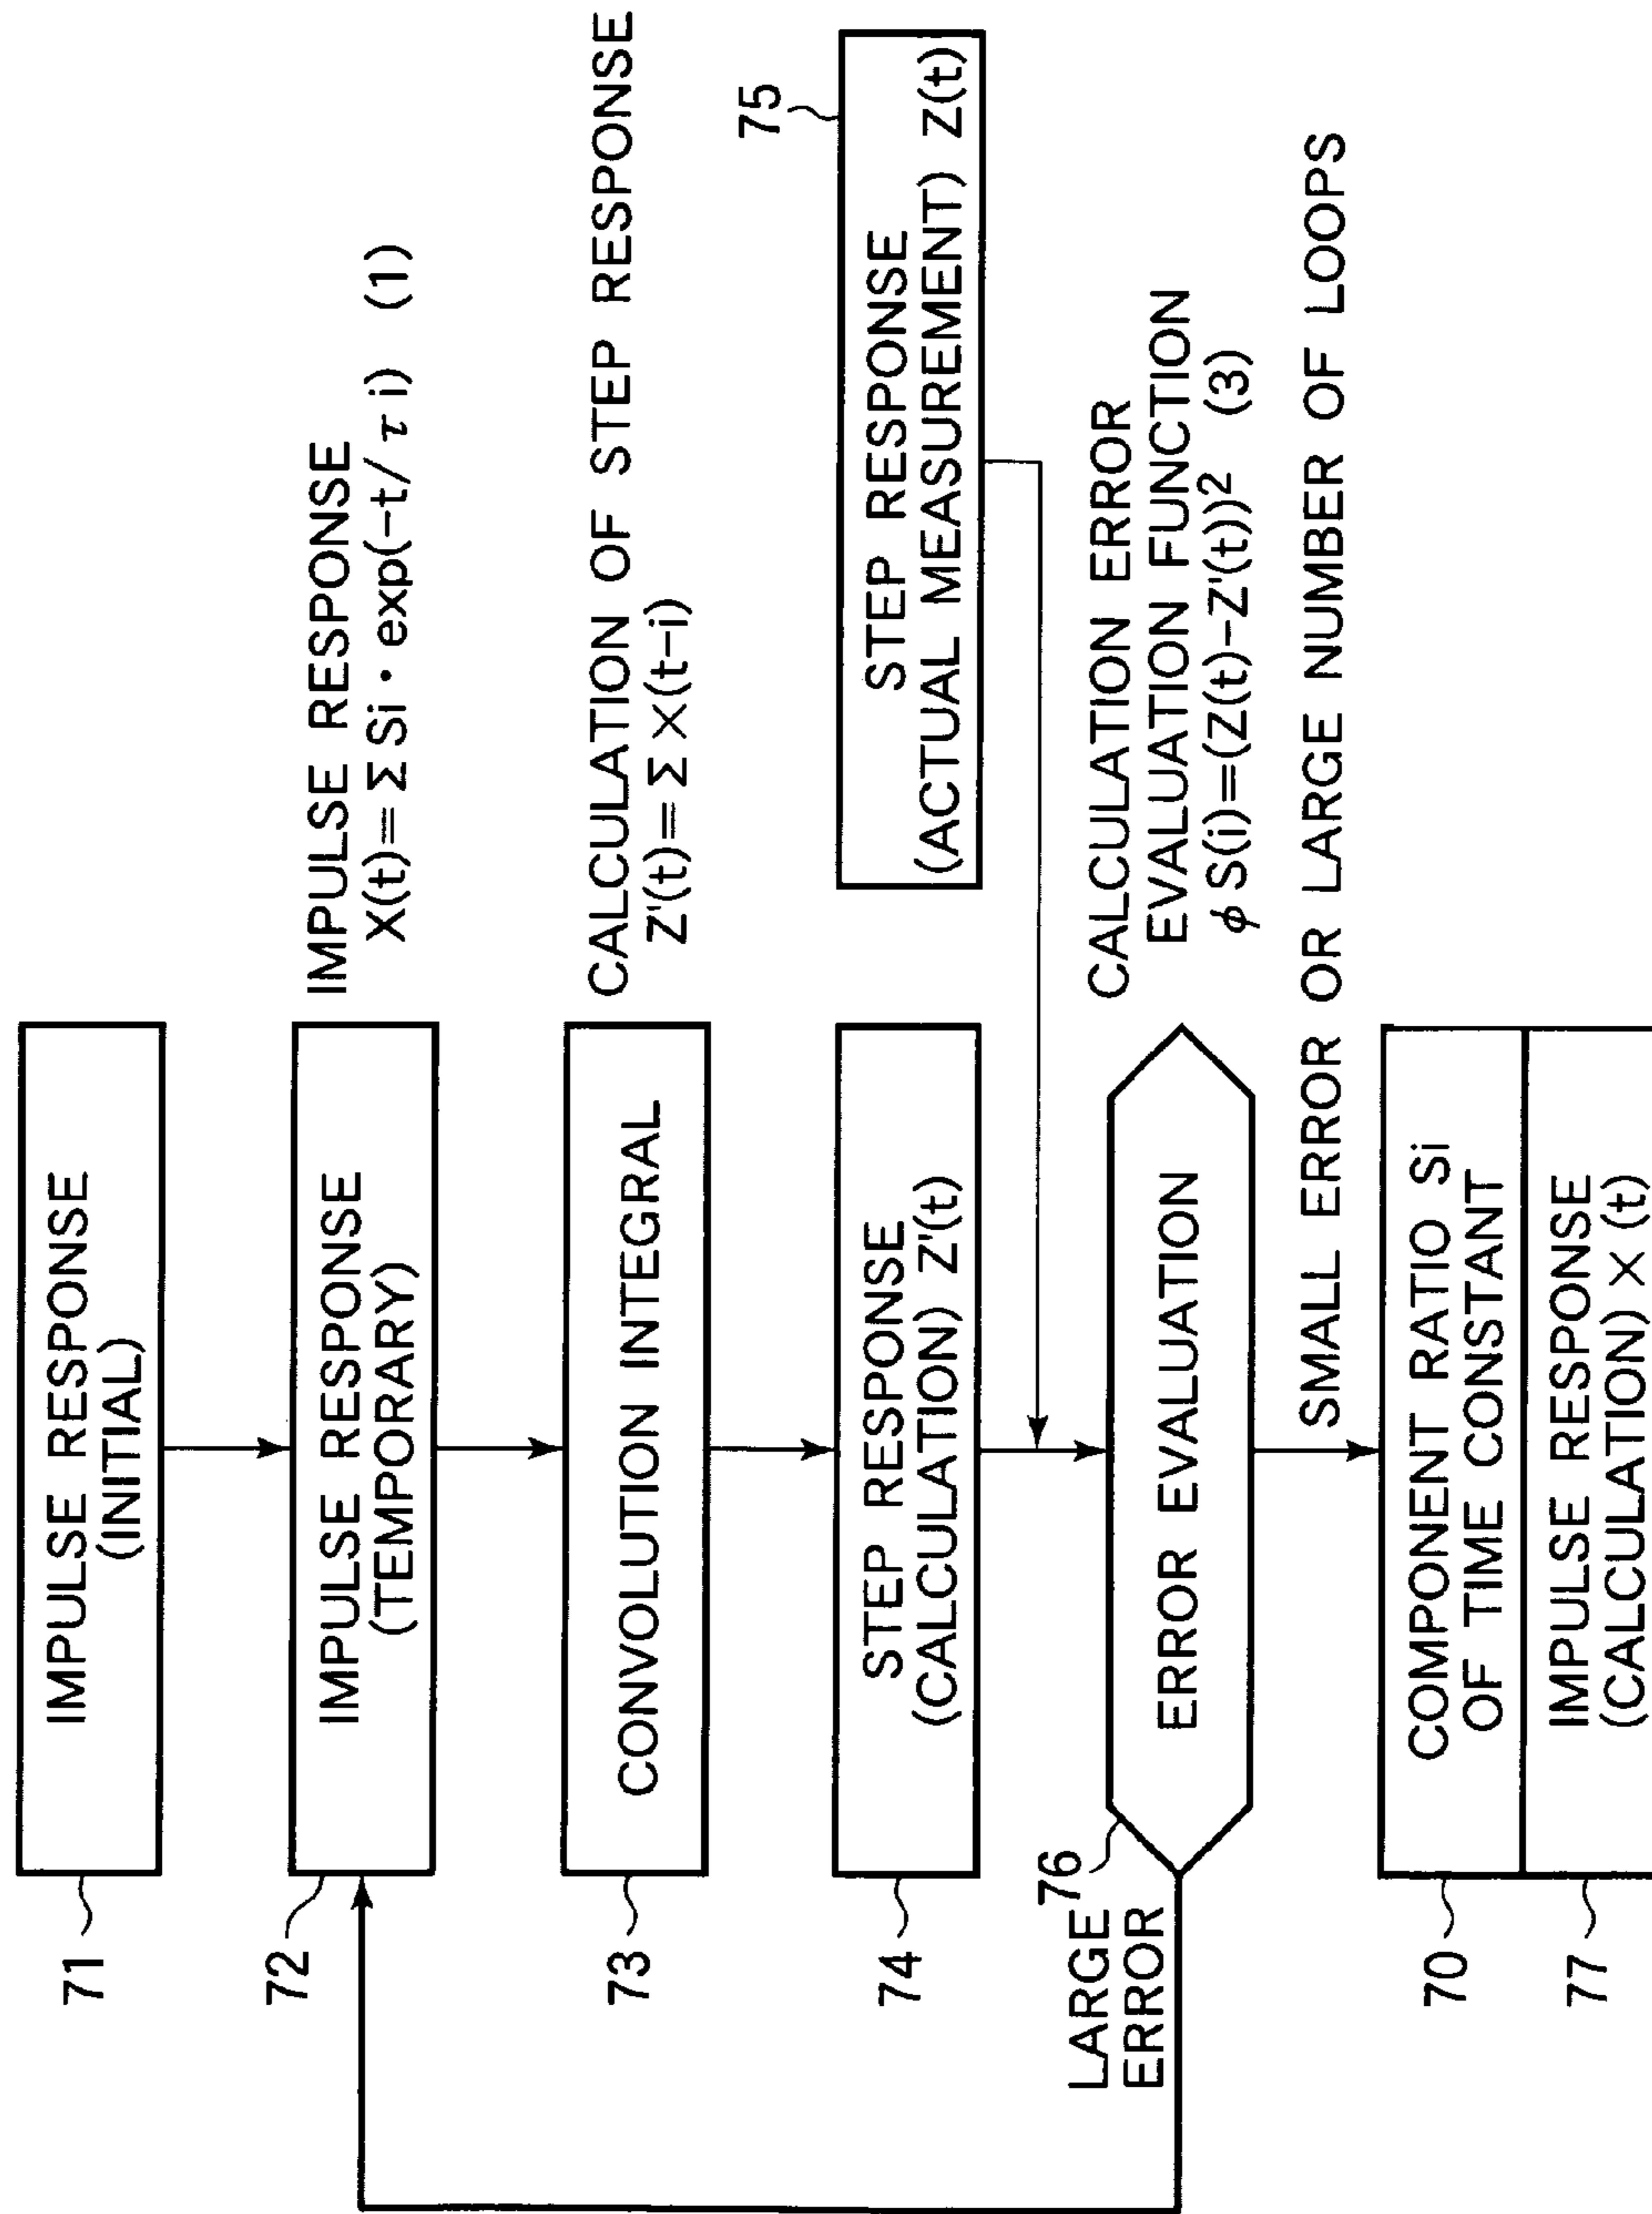 71
IMPULSE RESPONSE
(INITIAL)
72
IMPULSE RESPONSE
(TEMPORARY)
IMPULSE RESPONSE
X(t)=Σ Si・exp(−t/ τ i) (1)
73
CONVOLUTION INTEGRAL
CALCULATION OF STEP RESPONSE
Z'(t)=Σ X(t−i)
74
STEP RESPONSE
(CALCULATION) Z'(t)
75
STEP RESPONSE
(ACTUAL MEASUREMENT) Z(t)
76
LARGE
ERROR
ERROR EVALUATION
CALCULATION ERROR
EVALUATION FUNCTION
φ S(i)=(Z(t)−Z'(t))² (3)
SMALL ERROR OR LARGE NUMBER OF LOOPS
70
COMPONENT RATIO Si
OF TIME CONSTANT
77
IMPULSE RESPONSE
(CALCULATION) X (t)